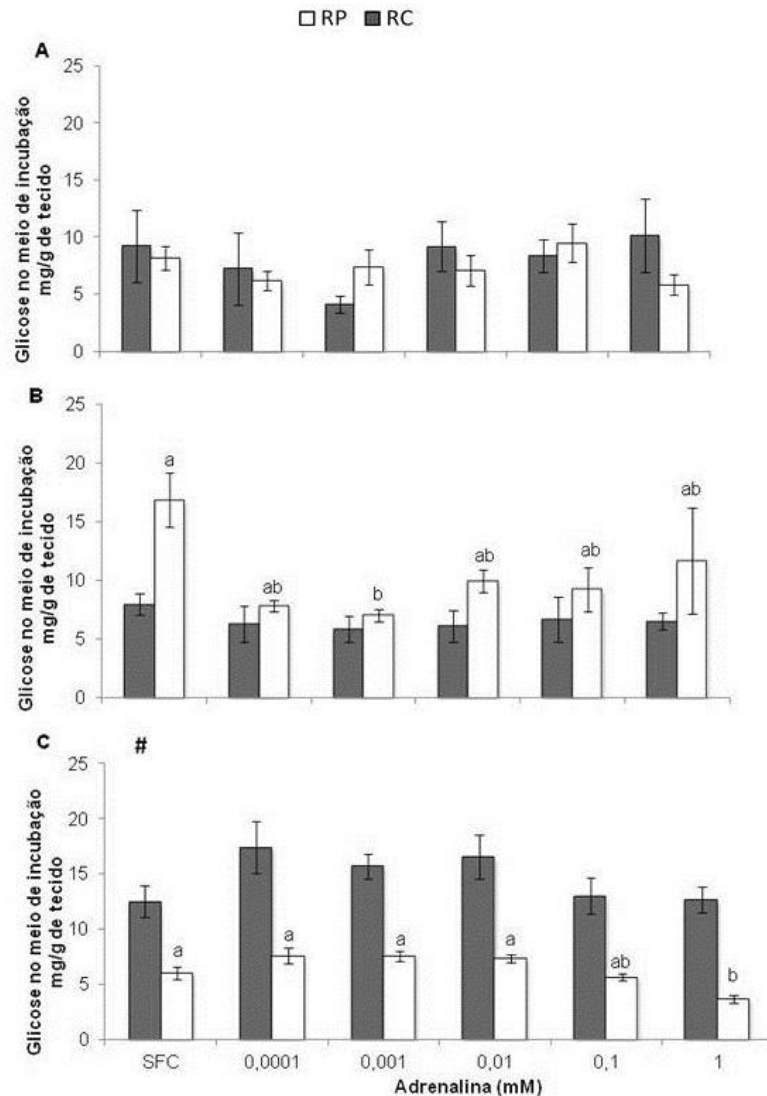 RP RC
A
Glicose no meio de incubação
mg/g de tecido
25
20
15
10
5
0
B
Glicose no meio de incubação
mg/g de tecido
25
20
15
10
5
0
a
ab
b
ab
ab
ab
C #
Glicose no meio de incubação
mg/g de tecido
25
20
15
10
5
0
a
a
a
a
ab
b
SFC 0,0001 0,001 0,01 0,1 1
Adrenalina (mM)